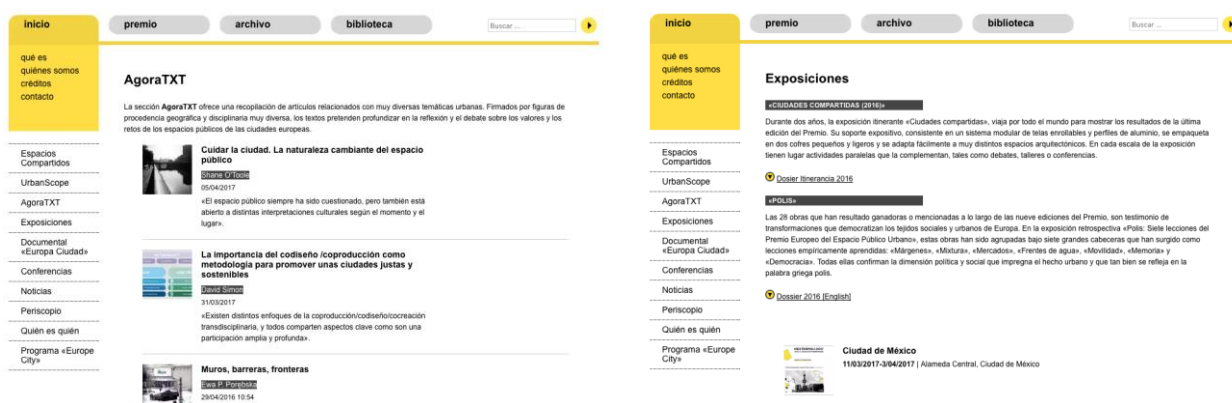 inicio
premio
archivo
biblioteca
Buscar ...
qué es
quiénes somos
créditos
contacto
Espacios
Compartidos
UrbanScope
AgoraTXT
Exposiciones
Documental
«Europa Ciudad»
Conferencias
Noticias
Periscopio
Quién es quién
Programa «Europe
City»
AgoraTXT
La sección AgoraTXT ofrece una recopilación de artículos relacionados con muy diversas temáticas urbanas. Firmados por figuras de
procedencia geográfica y disciplinaria muy diversa, los textos pretenden profundizar en la reflexión y el debate sobre los valores y los
retos de los espacios públicos de las ciudades europeas.
Cuidar la ciudad. La naturaleza cambiante del espacio
público
Shane O'Toole
05/04/2017
«El espacio público siempre ha sido cuestionado, pero también está
abierto a distintas interpretaciones culturales según el momento y el
lugar».
La importancia del codiseño /coproducción como
metodología para promover unas ciudades justas y
sostenibles
David Simon
31/03/2017
«Existen distintos enfoques de la coproducción/codiseño/cocreación
transdisciplinaria, y todos comparten aspectos clave como son una
participación amplia y profunda».
Muros, barreras, fronteras
Ewa P. Porębska
29/04/2016 10:54
inicio
premio
archivo
biblioteca
Buscar ...
qué es
quiénes somos
créditos
contacto
Espacios
Compartidos
UrbanScope
AgoraTXT
Exposiciones
Documental
«Europa Ciudad»
Conferencias
Noticias
Periscopio
Quién es quién
Programa «Europe
City»
Exposiciones
«CIUDADES COMPARTIDAS (2016)»
Durante dos años, la exposición itinerante «Ciudades compartidas», viaja por todo el mundo para mostrar los resultados de la última
edición del Premio. Su soporte expositivo, consistente en un sistema modular de telas enrollables y perfiles de aluminio, se empaqueta
en dos cofres pequeños y ligeros y se adapta fácilmente a muy distintos espacios arquitectónicos. En cada escala de la exposición
tienen lugar actividades paralelas que la complementan, tales como debates, talleres o conferencias.
Dosier Itinerancia 2016
«POLIS»
Las 28 obras que han resultado ganadoras o mencionadas a lo largo de las nueve ediciones del Premio, son testimonio de
transformaciones que democratizan los tejidos sociales y urbanos de Europa. En la exposición retrospectiva «Polis: Siete lecciones del
Premio Europeo del Espacio Público Urbano», estas obras han sido agrupadas bajo siete grandes cabeceras que han surgido como
lecciones empíricamente aprendidas: «Márgenes», «Mixtura», «Mercados», «Frentes de agua», «Movilidad», «Memoria» y
«Democracia». Todas ellas confirman la dimensión política y social que impregna el hecho urbano y que tan bien se refleja en la
palabra griega polis.
Dossier 2016 [English]
Ciudad de México
11/03/2017-3/04/2017 | Alameda Central, Ciudad de México